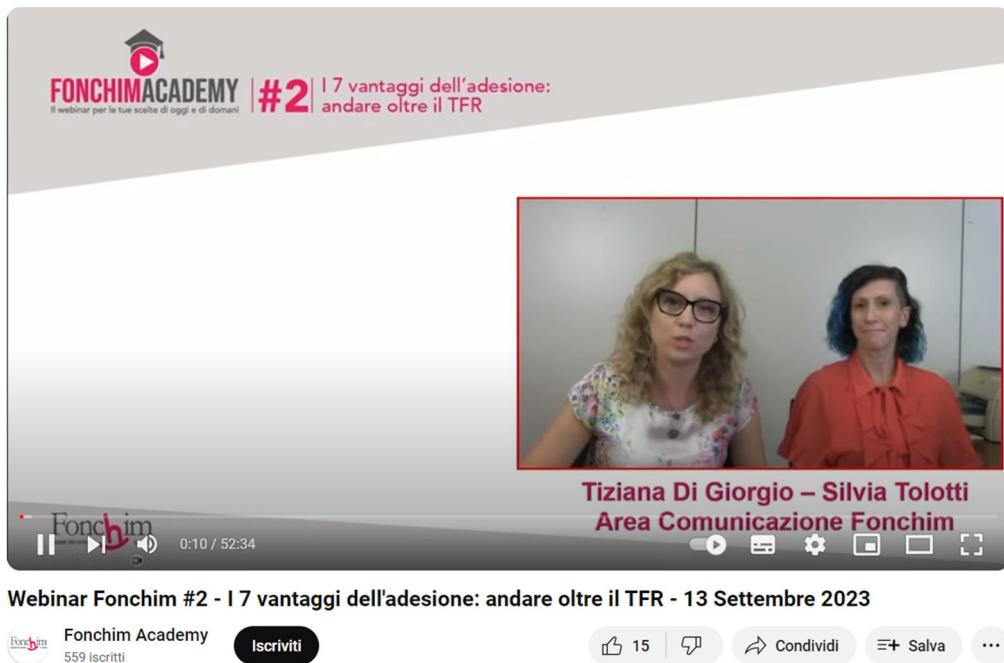 FONCHIMACADEMY
Il webinar per le tue scelte di oggi e di domani
#2
I 7 vantaggi dell'adesione:
andare oltre il TFR
Tiziana Di Giorgio – Silvia Tolotti
Area Comunicazione Fonchim
Fonchim
0:10 / 52:34
Webinar Fonchim #2 - I 7 vantaggi dell'adesione: andare oltre il TFR - 13 Settembre 2023
Fonchim
Fonchim Academy
559 iscritti
Iscriviti
15
Condividi
Salva